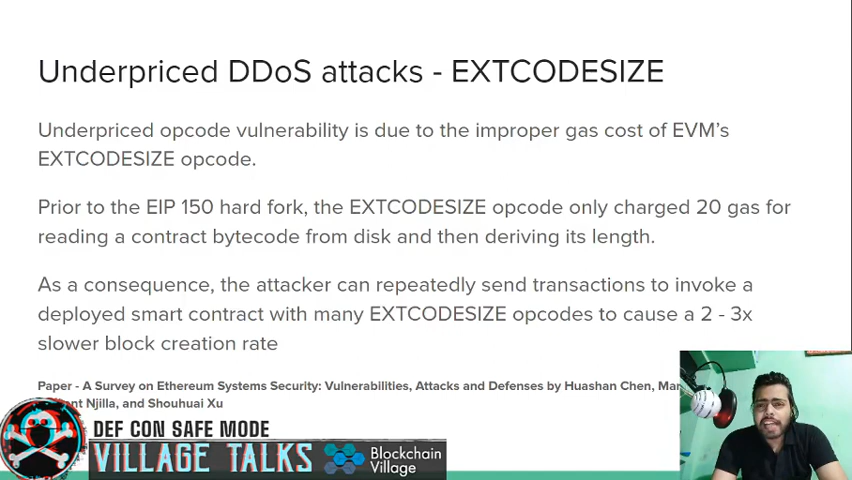 Underpriced DDoS attacks - EXTCODESIZE
Underpriced opcode vulnerability is due to the improper gas cost of EVM's
EXTCODESIZE opcode.
Prior to the EIP 150 hard fork, the EXTCODESIZE opcode only charged 20 gas for
reading a contract bytecode from disk and then deriving its length.
As a consequence, the attacker can repeatedly send transactions to invoke a
deployed smart contract with many EXTCODESIZE opcodes to cause a 2 - 3x
slower block creation rate
Paper - A Survey on Ethereum Systems Security: Vulnerabilities, Attacks and Defenses by Huashan Chen,
Njilla, and Shouhuai Xu
DEF CON SAFE MODE
VILLAGE TALKS
Blockchain
Village